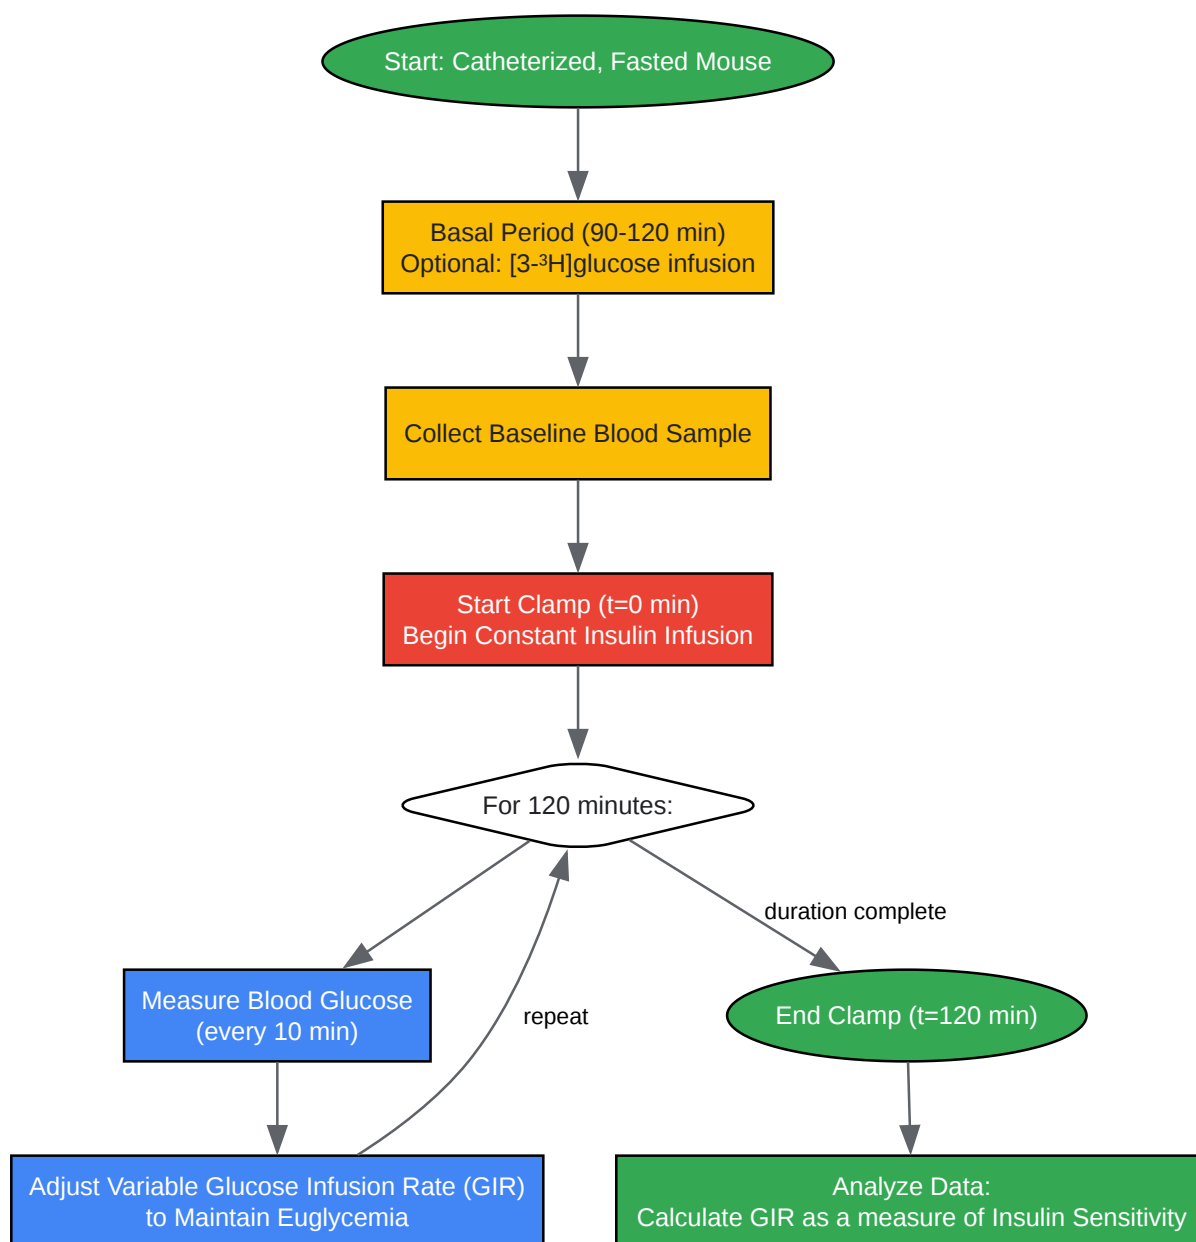 Start: Catheterized, Fasted Mouse
Basal Period (90-120 min)
Optional: [3-³H]glucose infusion
Collect Baseline Blood Sample
Start Clamp (t=0 min)
Begin Constant Insulin Infusion
For 120 minutes:
duration complete
Measure Blood Glucose
(every 10 min)
repeat
End Clamp (t=120 min)
Adjust Variable Glucose Infusion Rate (GIR)
to Maintain Euglycemia
Analyze Data:
Calculate GIR as a measure of Insulin Sensitivity